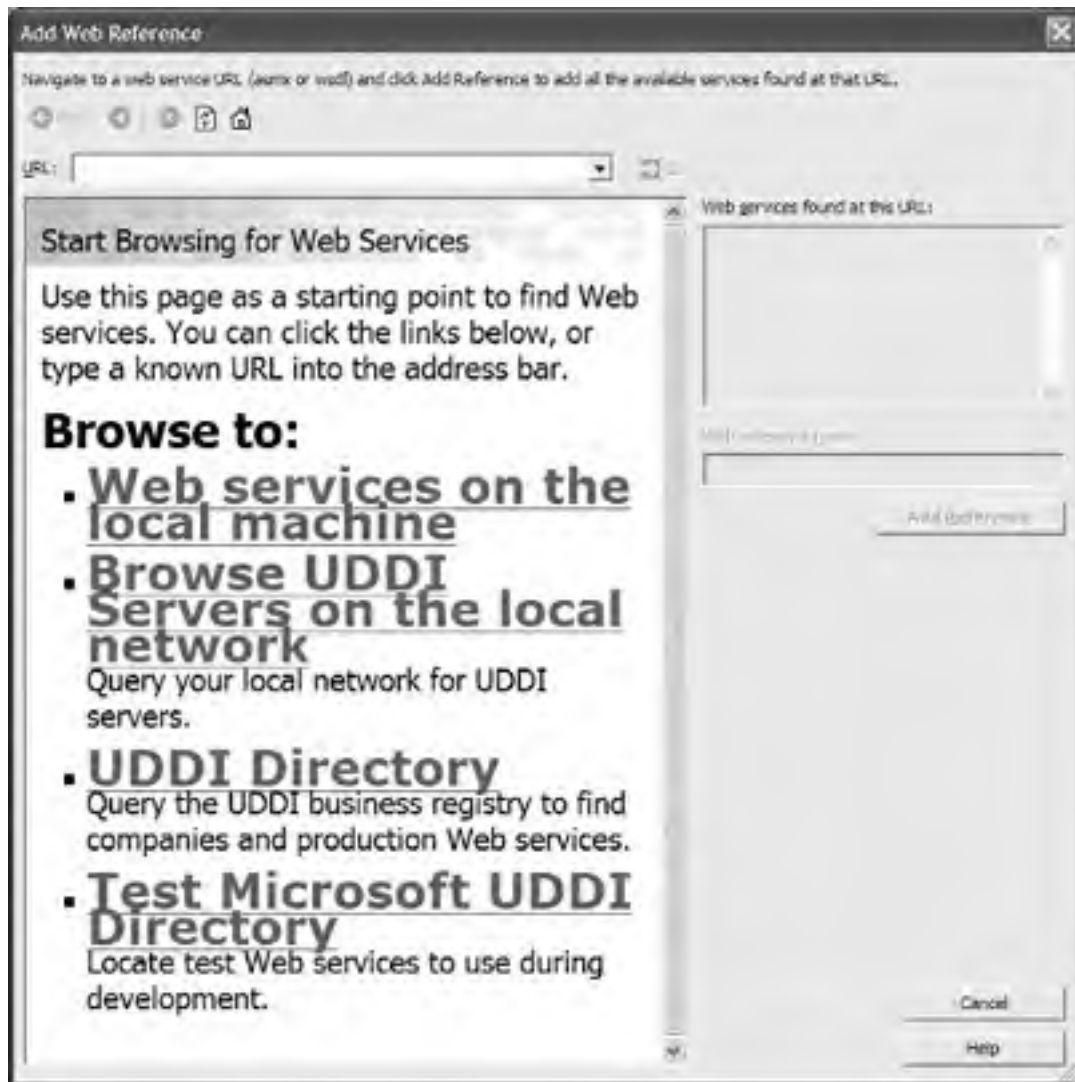 Add Web Reference
Navigate to a web service URL (asmx or wsdl) and click Add Reference to add all the available services found at that URL.
URL:
Start Browsing for Web Services
Use this page as a starting point to find Web
services. You can click the links below, or
type a known URL into the address bar.
Browse to:
Web services on the
local machine
Browse UDDI
Servers on the local
network
Query your local network for UDDI
servers.
UDDI Directory
Query the UDDI business registry to find
companies and production Web services.
Test Microsoft UDDI
Directory
Locate test Web services to use during
development.
Web services found at this URL:
Web reference name:
Add Reference
Cancel
Help